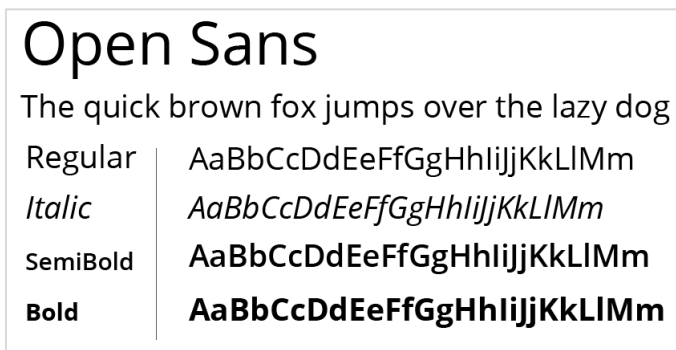 Open Sans
The quick brown fox jumps over the lazy dog
Regular AaBbCcDdEeFfGgHhIiJjKkLlMm
Italic AaBbCcDdEeFfGgHhIiJjKkLlMm
SemiBold AaBbCcDdEeFfGgHhIiJjKkLlMm
Bold AaBbCcDdEeFfGgHhIiJjKkLlMm